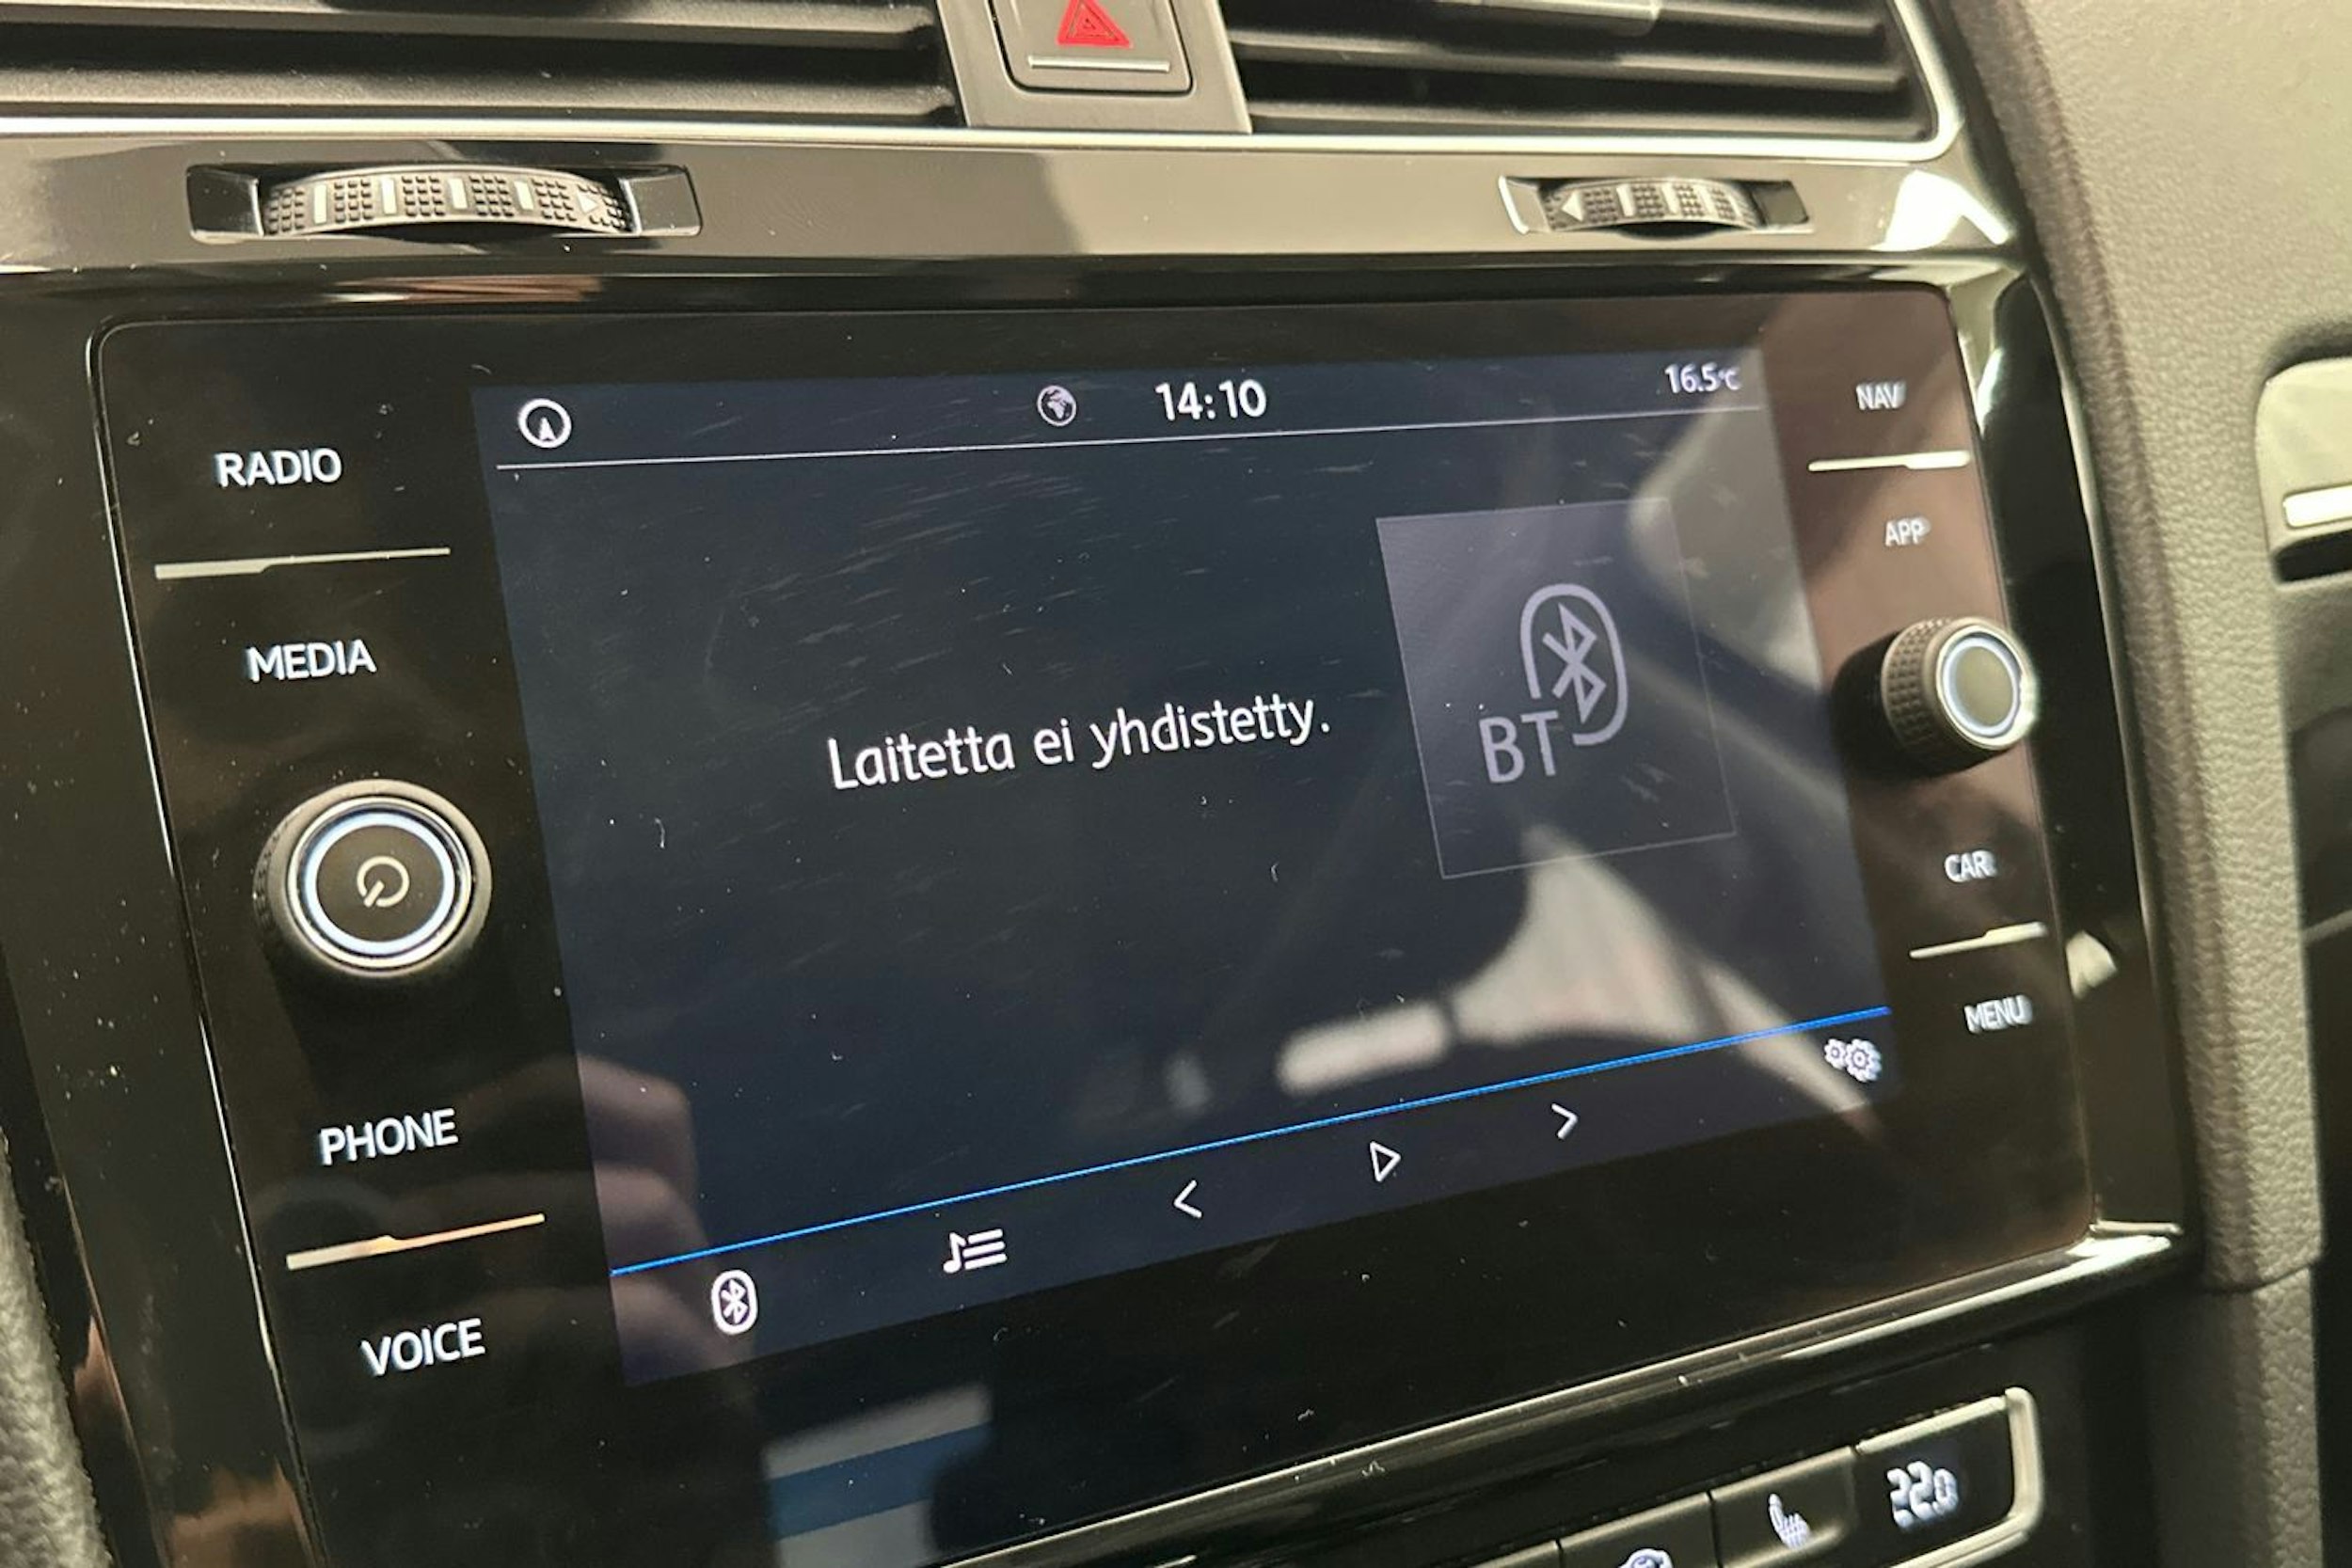 14:10
16.5°C
NAV
RADIO
APP
MEDIA
Laitetta ei yhdistetty.
BT
CAR
MENU
PHONE
VOICE
22.0